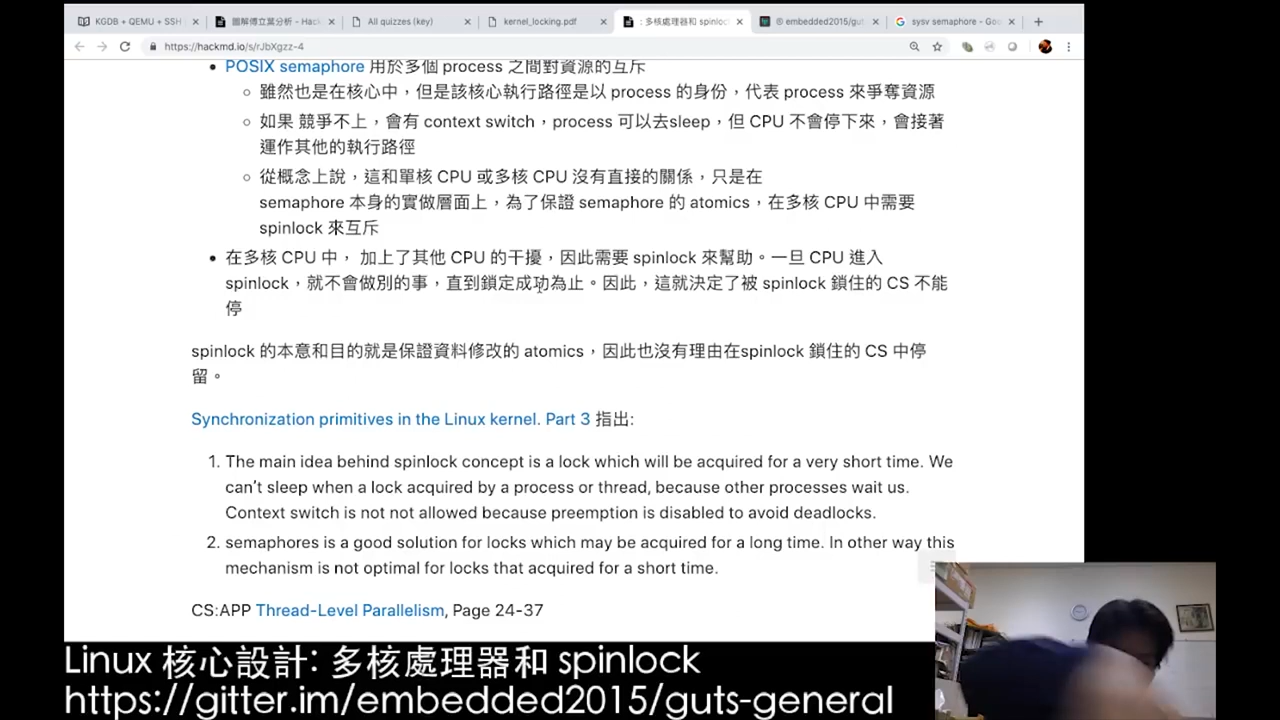 KGDB + QEMU + SSH
圖解傅立葉分析 - Hack
All quizzes (key)
kernel_locking.pdf
: 多核處理器和 spinloc
® embedded2015/gut
sysv semaphore - Goo
https://hackmd.io/s/rJbXgzz-4
POSIX semaphore 用於多個 process 之間對資源的互斥
雖然也是在核心中，但是該核心執行路徑是以 process 的身份，代表 process 來爭奪資源
如果 競爭不上，會有 context switch，process 可以去sleep，但 CPU 不會停下來，會接著
運作其他的執行路徑
從概念上說，這和單核 CPU 或多核 CPU 沒有直接的關係，只是在
semaphore 本身的實做層面上，為了保證 semaphore 的 atomics，在多核 CPU 中需要
spinlock 來互斥
在多核 CPU 中， 加上了其他 CPU 的干擾，因此需要 spinlock 來幫助。一旦 CPU 進入
spinlock，就不會做別的事，直到鎖定成功為止。因此，這就決定了被 spinlock 鎖住的 CS 不能
停
spinlock 的本意和目的就是保證資料修改的 atomics，因此也沒有理由在spinlock 鎖住的 CS 中停
留。
Synchronization primitives in the Linux kernel. Part 3 指出:
1. The main idea behind spinlock concept is a lock which will be acquired for a very short time. We
can't sleep when a lock acquired by a process or thread, because other processes wait us.
Context switch is not not allowed because preemption is disabled to avoid deadlocks.
2. semaphores is a good solution for locks which may be acquired for a long time. In other way this
mechanism is not optimal for locks that acquired for a short time.
CS:APP Thread-Level Parallelism, Page 24-37
Linux 核心設計: 多核處理器和 spinlock
https://gitter.im/embedded2015/guts-general